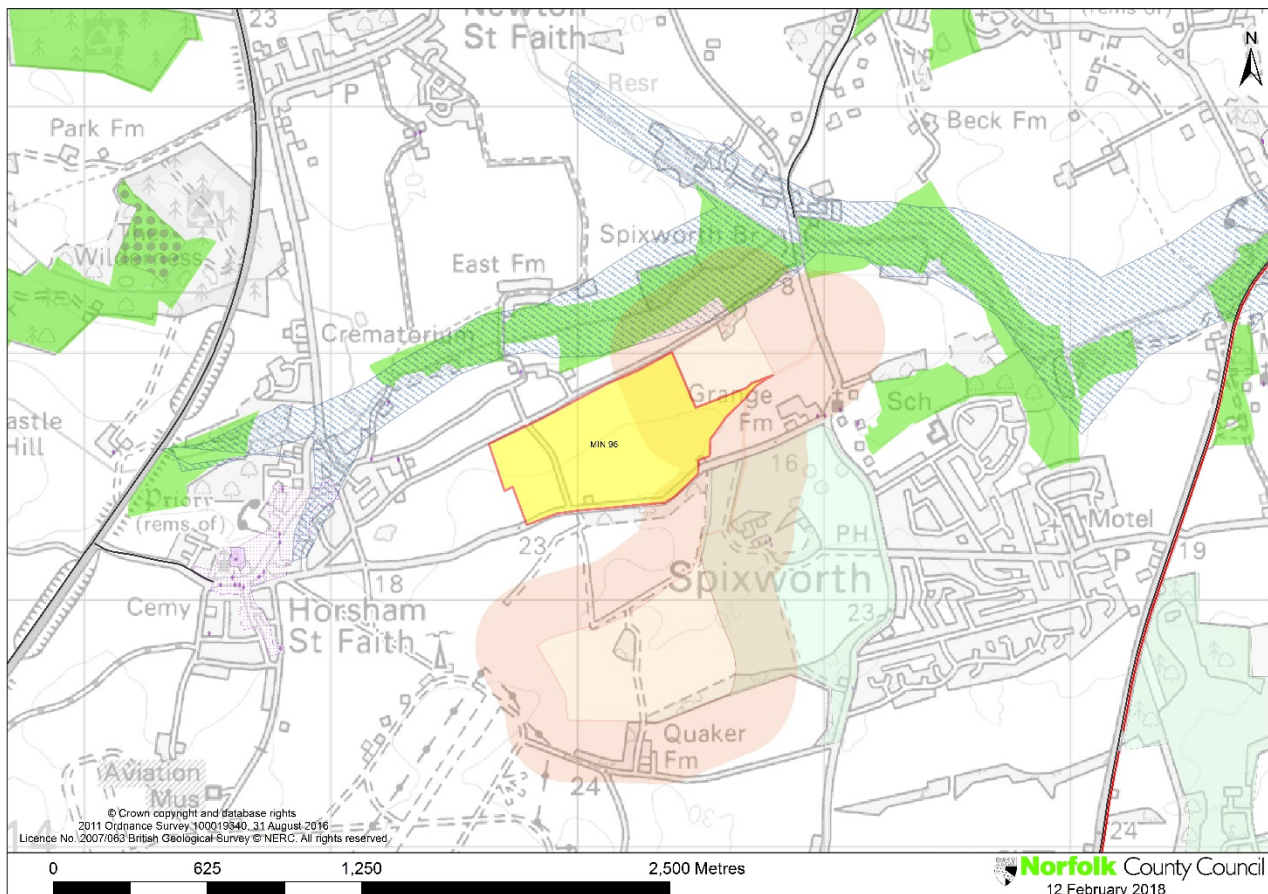 23
Newton
St Faith
20
(rems of)
Resr
P
Park Fm
Beck Fm
N
10
20
The
Wilderness
Spixworth Br
East Fm
8
Crematorium
Grange
Fm
Sch
astle
Hill
MIN 96
16
Priory
(rems of)
Motel
23
PH
P
19
18
Spixworth
Cemy
Horsham
St Faith
23
Quaker
Fm
Aviation
Mus
24
24
© Crown copyright and database rights
2011 Ordnance Survey 100019340, 31 August 2016
Licence No. 2007/063 British Geological Survey © NERC. All rights reserved
0 625 1,250 2,500 Metres
Norfolk County Council
12 February 2018